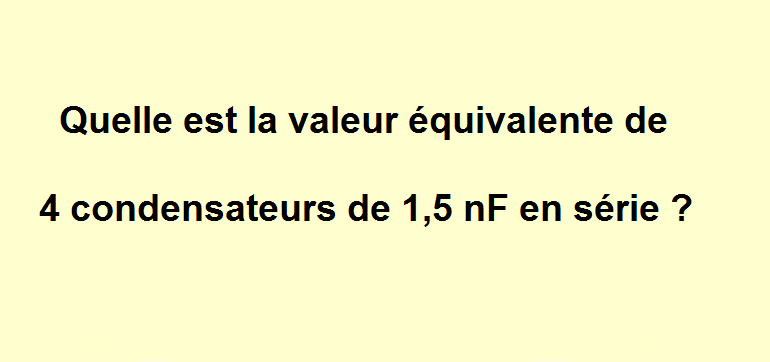 Quelle est la valeur équivalente de
4 condensateurs de 1,5 nF en série ?